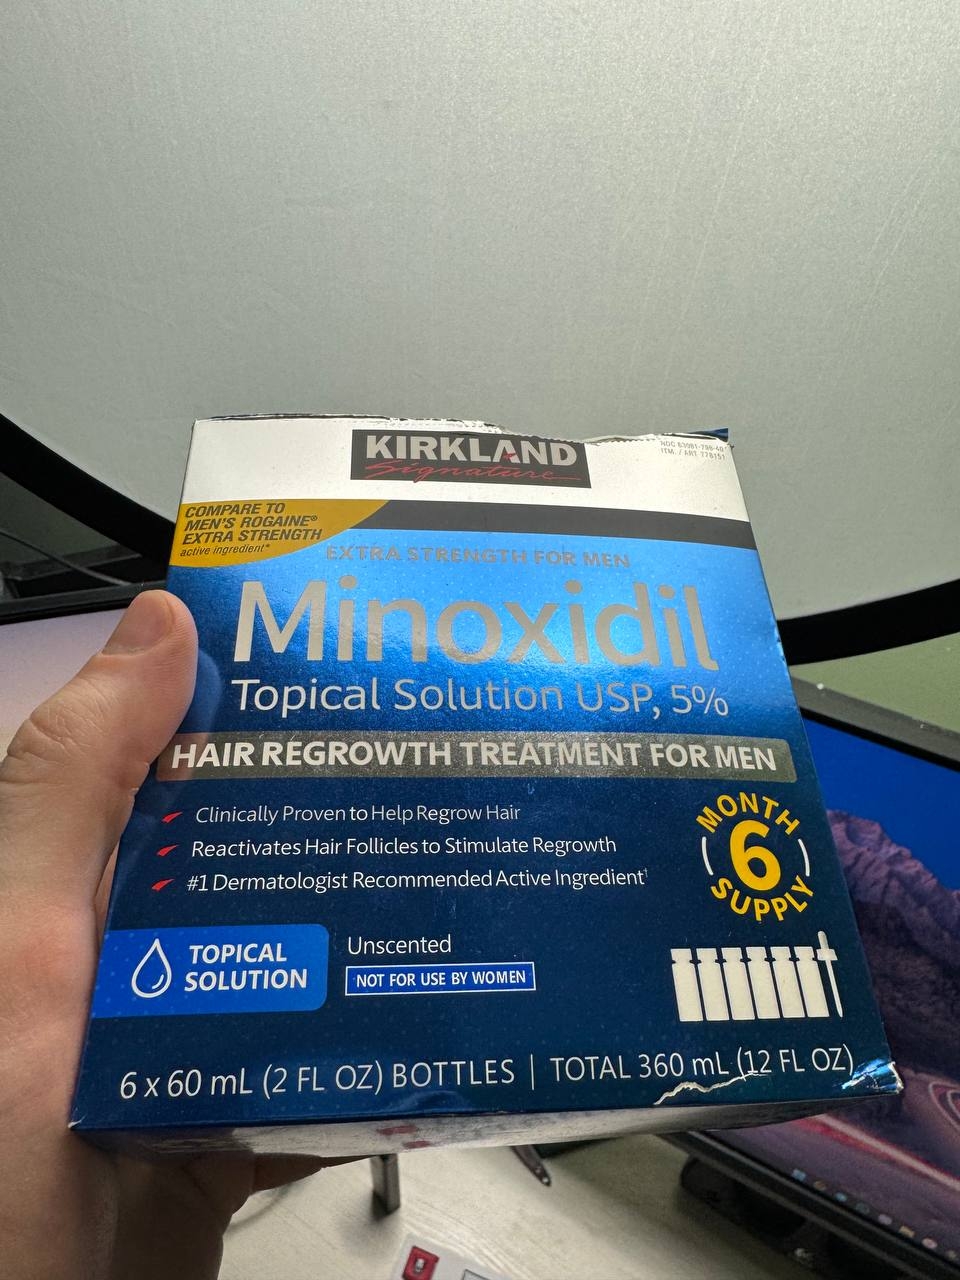 KIRKLAND
Signature
ITM. / ART. 778151
COMPARE TO
MEN'S ROGAINE®
EXTRA STRENGTH
active ingredient*
EXTRA STRENGTH FOR MEN
Minoxidil
Topical Solution USP, 5%
HAIR REGROWTH TREATMENT FOR MEN
Clinically Proven to Help Regrow Hair
Reactivates Hair Follicles to Stimulate Regrowth
#1 Dermatologist Recommended Active Ingredient†
MONTH
6
SUPPLY
TOPICAL
SOLUTION
Unscented
NOT FOR USE BY WOMEN
6 x 60 mL (2 FL OZ) BOTTLES | TOTAL 360 mL (12 FL OZ)